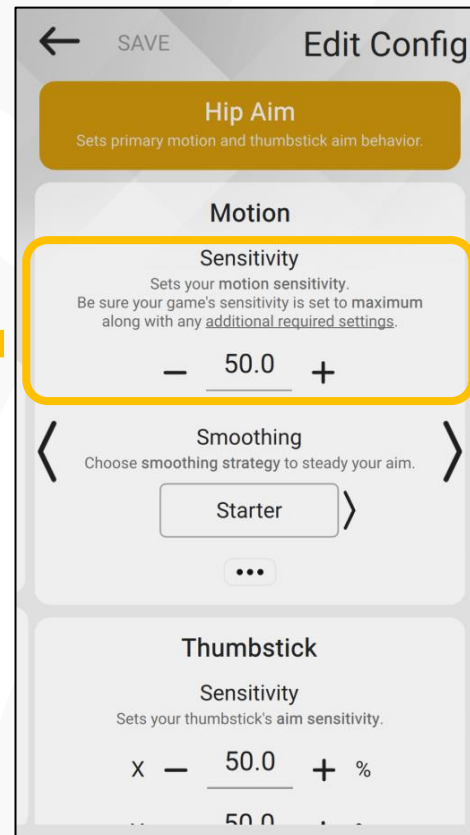 SAVE Edit Config
Hip Aim
Sets primary motion and thumbstick aim behavior.
Motion
Sensitivity
Sets your motion sensitivity.
Be sure your game's sensitivity is set to maximum
along with any additional required settings.
− 50.0 +
Smoothing
Choose smoothing strategy to steady your aim.
Starter
•••
Thumbstick
Sensitivity
Sets your thumbstick's aim sensitivity.
X − 50.0 + %
50.0